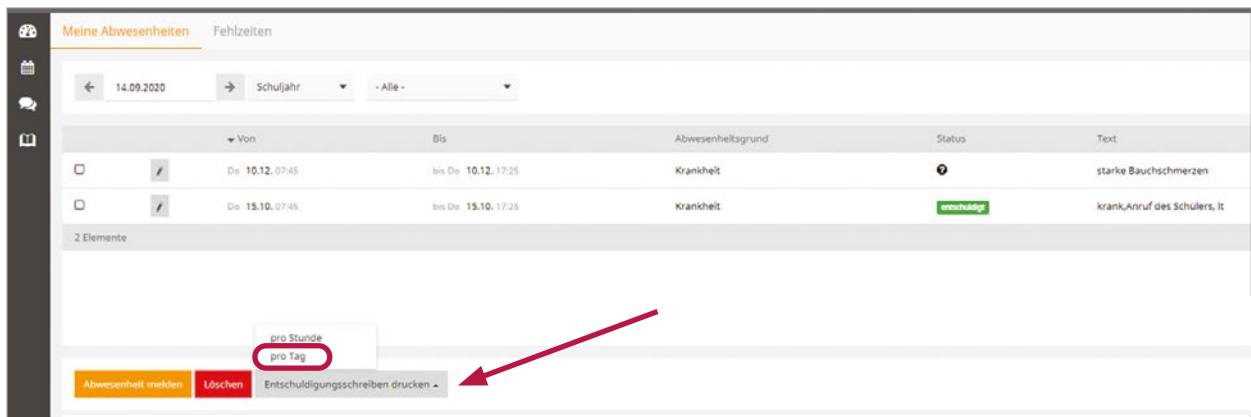 Meine Abwesenheiten Fehlzeiten
14.09.2020 Schuljahr - Alle -
Von Bis Abwesenheitsgrund Status Text
Do 10.12. 07:45 bis Do 10.12. 17:25 Krankheit starke Bauchschmerzen
Do 15.10. 07:45 bis Do 15.10. 17:25 Krankheit entschuldigt krank,Anruf des Schülers, lt
2 Elemente
pro Stunde
pro Tag
Abwesenheit melden Löschen Entschuldigungsschreiben drucken